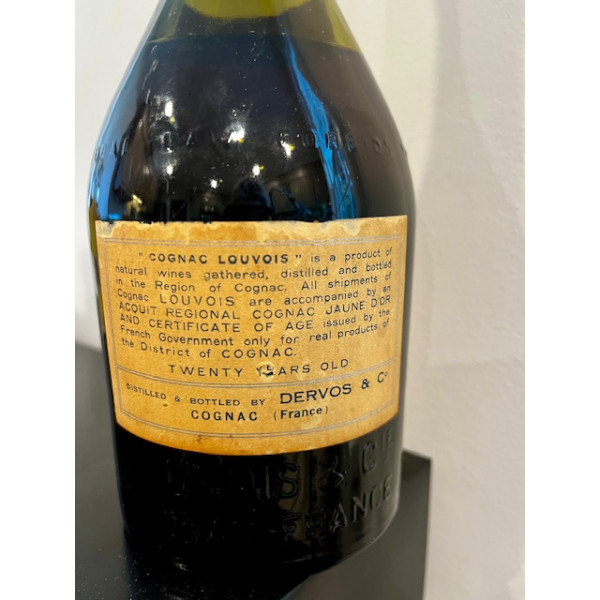 "COGNAC LOUVOIS" is a product of
natural wines gathered, distilled and bottled
in the Region of Cognac. All shipments of
Cognac LOUVOIS are accompanied by an
ACQUIT REGIONAL COGNAC JAUNE D'OR
AND CERTIFICATE OF AGE issued by the
French Government only for real products of
the District of COGNAC.
TWENTY YEARS OLD
DISTILLED & BOTTLED BY DERVOS & Co
COGNAC (France)
& CIE
FRANCE